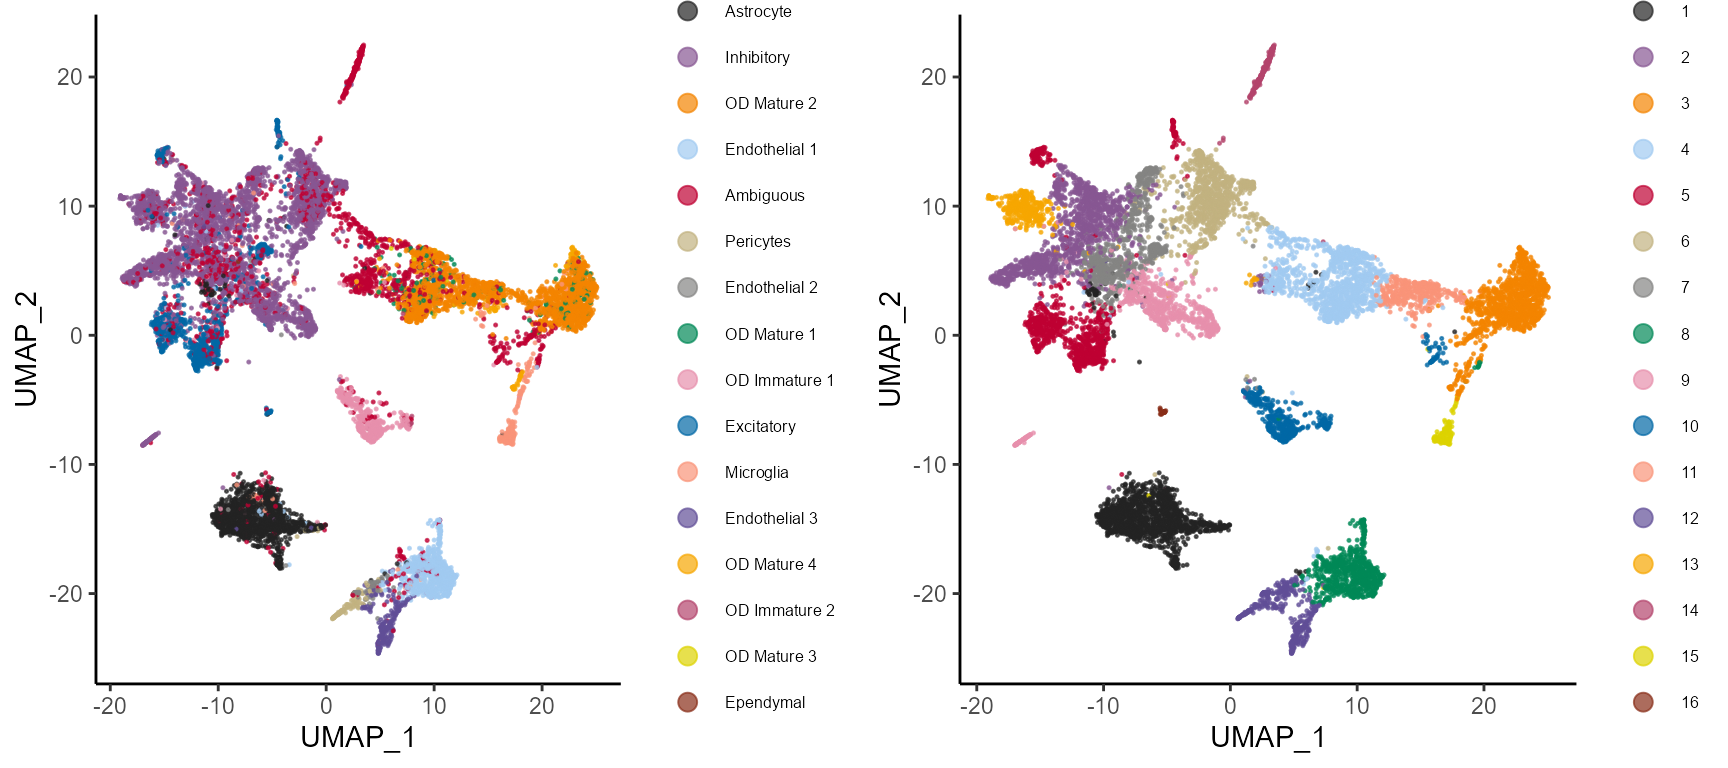 UMAP_2
20
10
0
-10
-20
-20
-10
0
10
20
UMAP_1
Astrocyte
Inhibitory
OD Mature 2
Endothelial 1
Ambiguous
Pericytes
Endothelial 2
OD Mature 1
OD Immature 1
Excitatory
Microglia
Endothelial 3
OD Mature 4
OD Immature 2
OD Mature 3
Ependymal
UMAP_2
20
10
0
-10
-20
-20
-10
0
10
20
UMAP_1
1
2
3
4
5
6
7
8
9
10
11
12
13
14
15
16